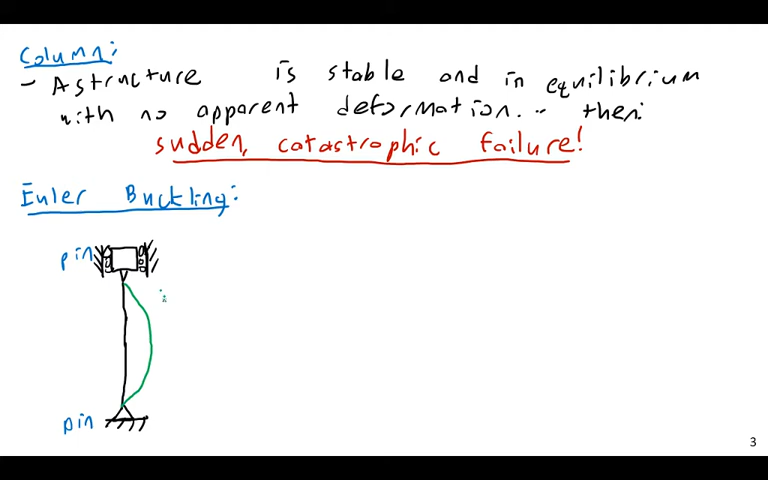 Column:
- A structure is stable and in equilibrium
with no apparent deformation... then:
sudden, catastrophic failure!
Euler Buckling:
pin
pin
3